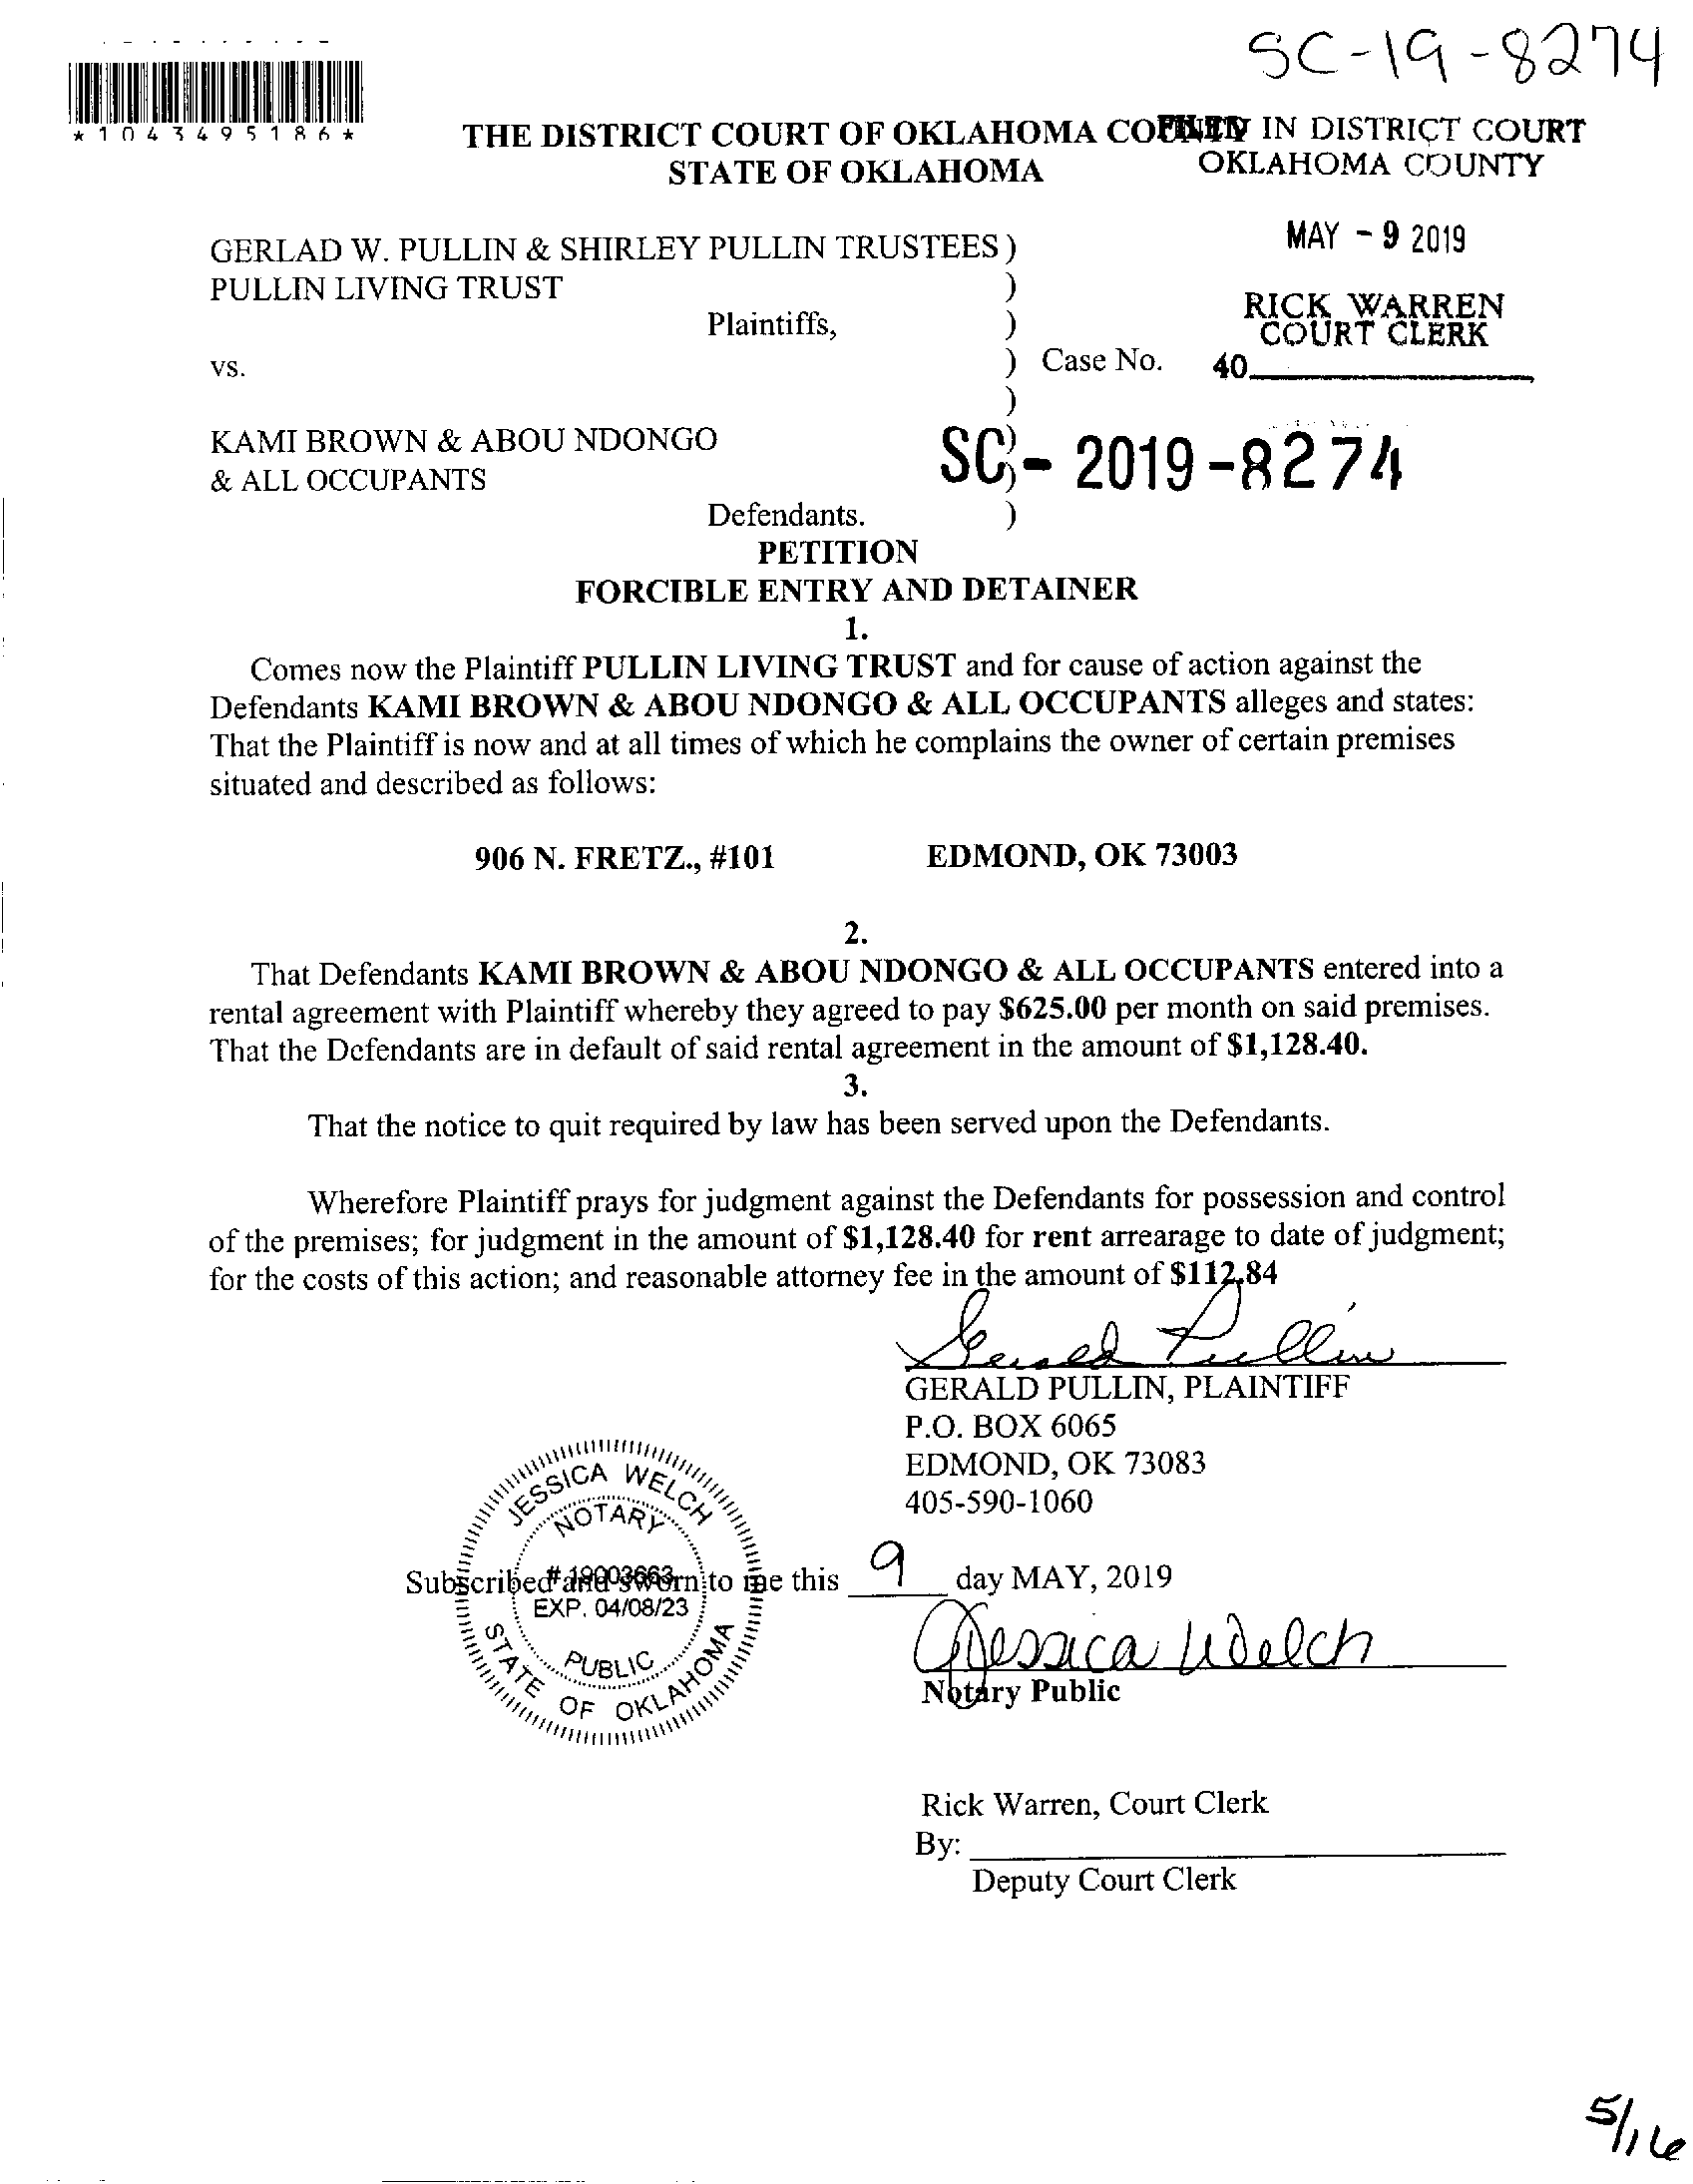 SC-19-8274
*1043495186*
THE DISTRICT COURT OF OKLAHOMA COUNTY
STATE OF OKLAHOMA
FILED IN DISTRICT COURT
OKLAHOMA COUNTY
MAY - 9 2019
RICK WARREN
COURT CLERK
40
GERLAD W. PULLIN & SHIRLEY PULLIN TRUSTEES )
PULLIN LIVING TRUST )
Plaintiffs, )
vs. ) Case No.
)
KAMI BROWN & ABOU NDONGO )
& ALL OCCUPANTS )
SC - 2019 - 8274
Defendants. )
PETITION
FORCIBLE ENTRY AND DETAINER
1.
Comes now the Plaintiff PULLIN LIVING TRUST and for cause of action against the
Defendants KAMI BROWN & ABOU NDONGO & ALL OCCUPANTS alleges and states:
That the Plaintiff is now and at all times of which he complains the owner of certain premises
situated and described as follows:
906 N. FRETZ., #101 EDMOND, OK 73003
2.
That Defendants KAMI BROWN & ABOU NDONGO & ALL OCCUPANTS entered into a
rental agreement with Plaintiff whereby they agreed to pay $625.00 per month on said premises.
That the Defendants are in default of said rental agreement in the amount of $1,128.40.
3.
That the notice to quit required by law has been served upon the Defendants.
Wherefore Plaintiff prays for judgment against the Defendants for possession and control
of the premises; for judgment in the amount of $1,128.40 for rent arrearage to date of judgment;
for the costs of this action; and reasonable attorney fee in the amount of $112.84
Gerald Pullin
GERALD PULLIN, PLAINTIFF
P.O. BOX 6065
EDMOND, OK 73083
405-590-1060
JESSICA WELCH
NOTARY
# 19003663
EXP. 04/08/23
PUBLIC
STATE OF OKLAHOMA
Subscribed and sworn to me this 9 day MAY, 2019
Jessica Welch
Notary Public
Rick Warren, Court Clerk
By:
Deputy Court Clerk
5/16